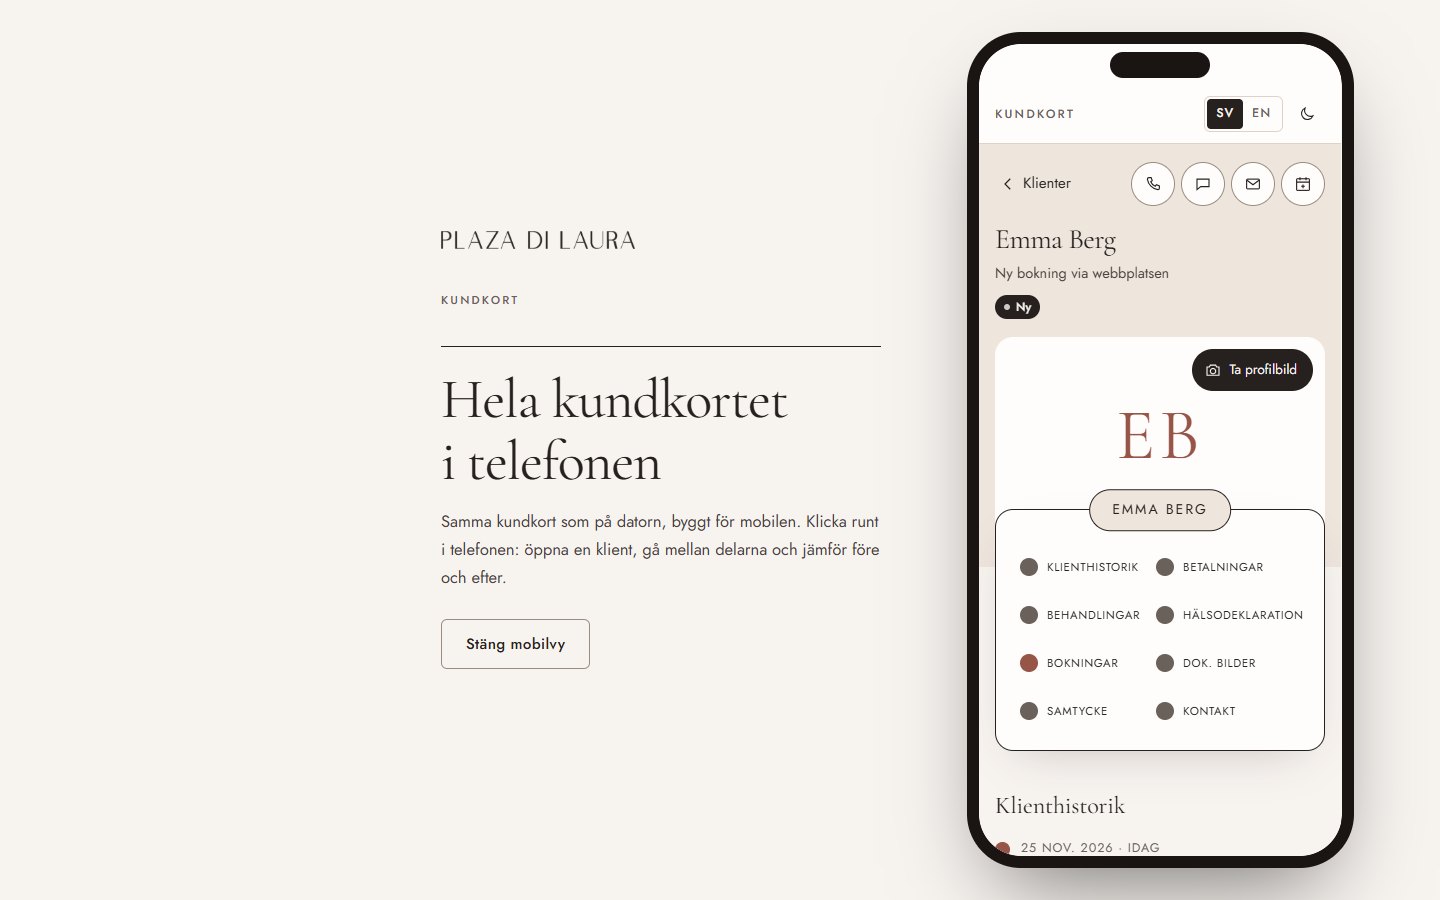 PLAZA DI LAURA
KUNDKORT
Hela kundkortet
i telefonen
Samma kundkort som på datorn, byggt för mobilen. Klicka runt
i telefonen: öppna en klient, gå mellan delarna och jämför före
och efter.
Stäng mobilvy
KUNDKORT
SV EN
Klienter
Emma Berg
Ny bokning via webbplatsen
Ny
Ta profilbild
EB
EMMA BERG
KLIENTHISTORIK BETALNINGAR
BEHANDLINGAR HÄLSODEKLARATION
BOKNINGAR DOK. BILDER
SAMTYCKE KONTAKT
Klienthistorik
25 NOV. 2026 · IDAG